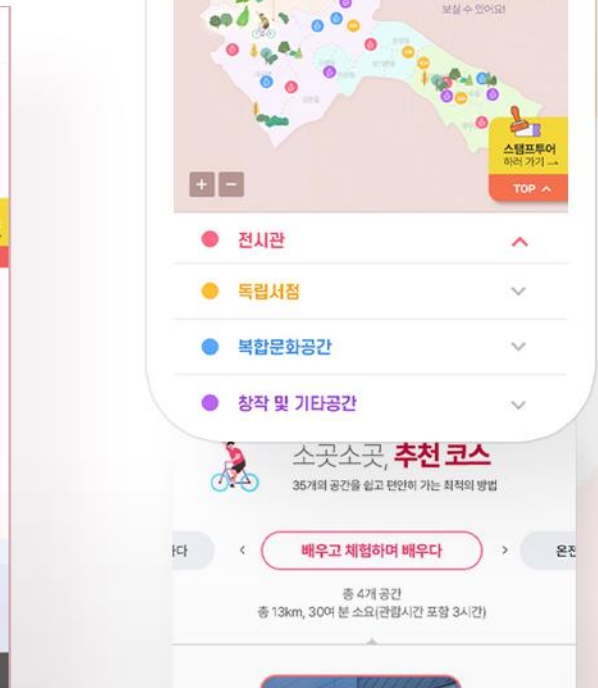 보실 수 있어요!
스탬프투어
하러 가기 →
TOP
+ −
전시관
독립서점
복합문화공간
창작 및 기타공간
소곳소곳, 추천 코스
35개의 공간을 쉽고 편안히 가는 최적의 방법
하다 < 배우고 체험하며 배우다 > 온전
총 4개 공간
총 13km, 30여 분 소요(관람시간 포함 3시간)